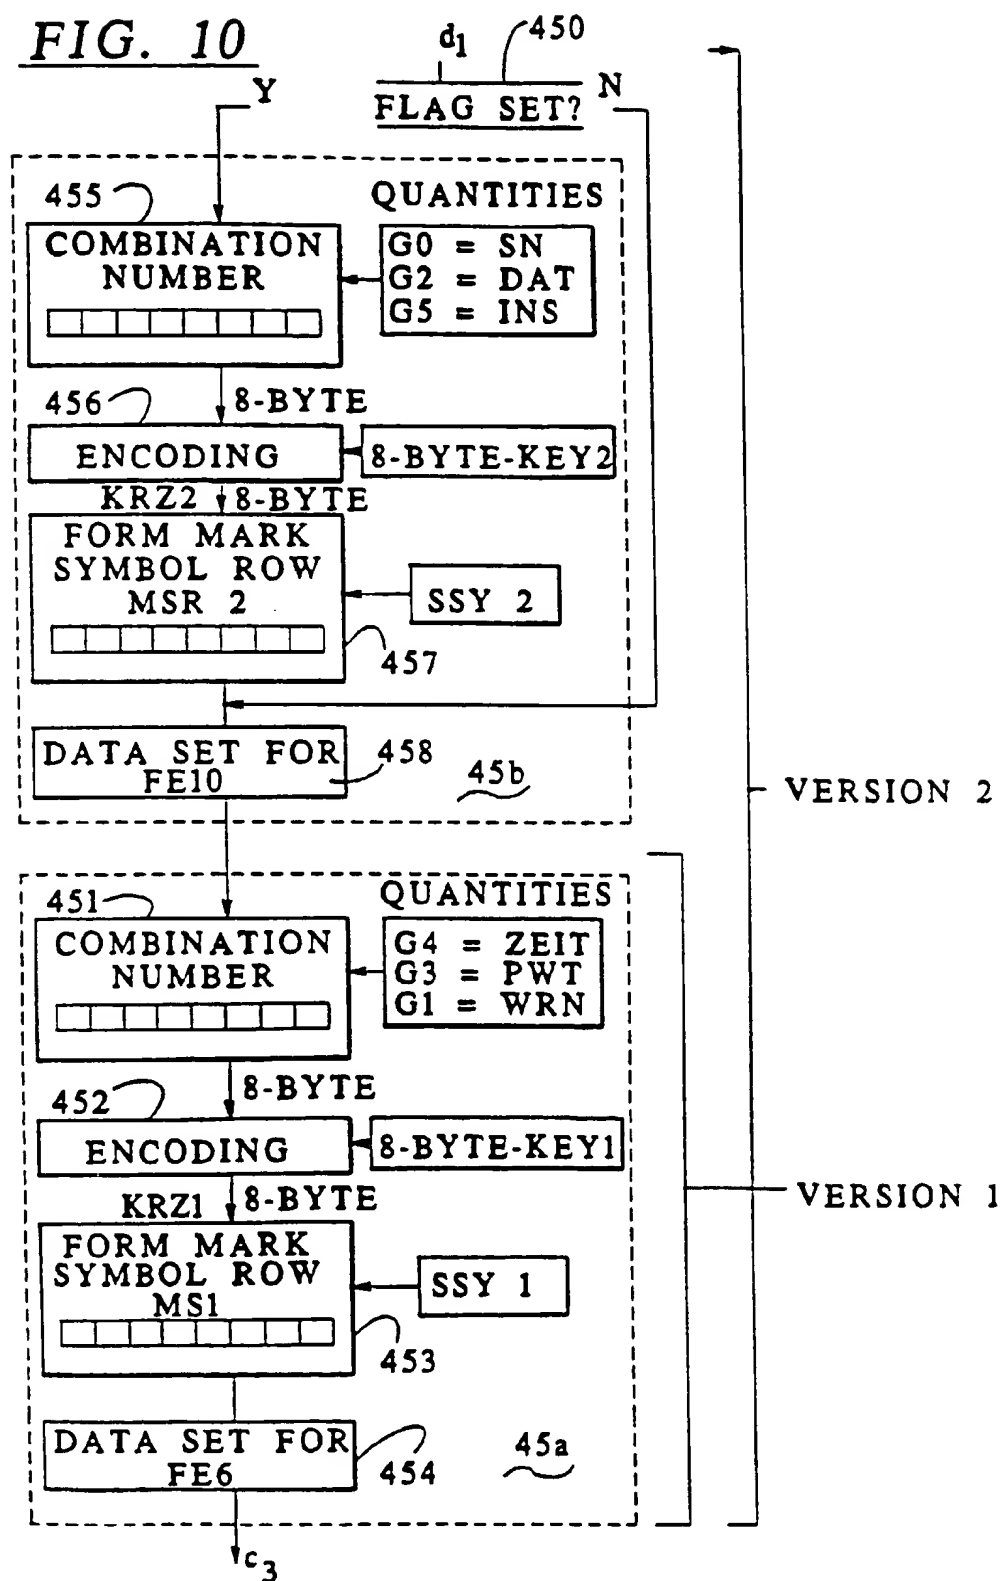 FIG. 10
d1
450
Y
N
FLAG SET?
455
QUANTITIES
COMBINATION
NUMBER
G0 = SN
G2 = DAT
G5 = INS
456
8-BYTE
ENCODING
8-BYTE-KEY2
KRZ2
8-BYTE
FORM MARK
SYMBOL ROW
MSR 2
SSY 2
457
DATA SET FOR
FE10
458
45b
VERSION 2
451
QUANTITIES
COMBINATION
NUMBER
G4 = ZEIT
G3 = PWT
G1 = WRN
452
8-BYTE
ENCODING
8-BYTE-KEY1
KRZ1
8-BYTE
VERSION 1
FORM MARK
SYMBOL ROW
MS1
SSY 1
453
DATA SET FOR
FE6
454
45a
c3